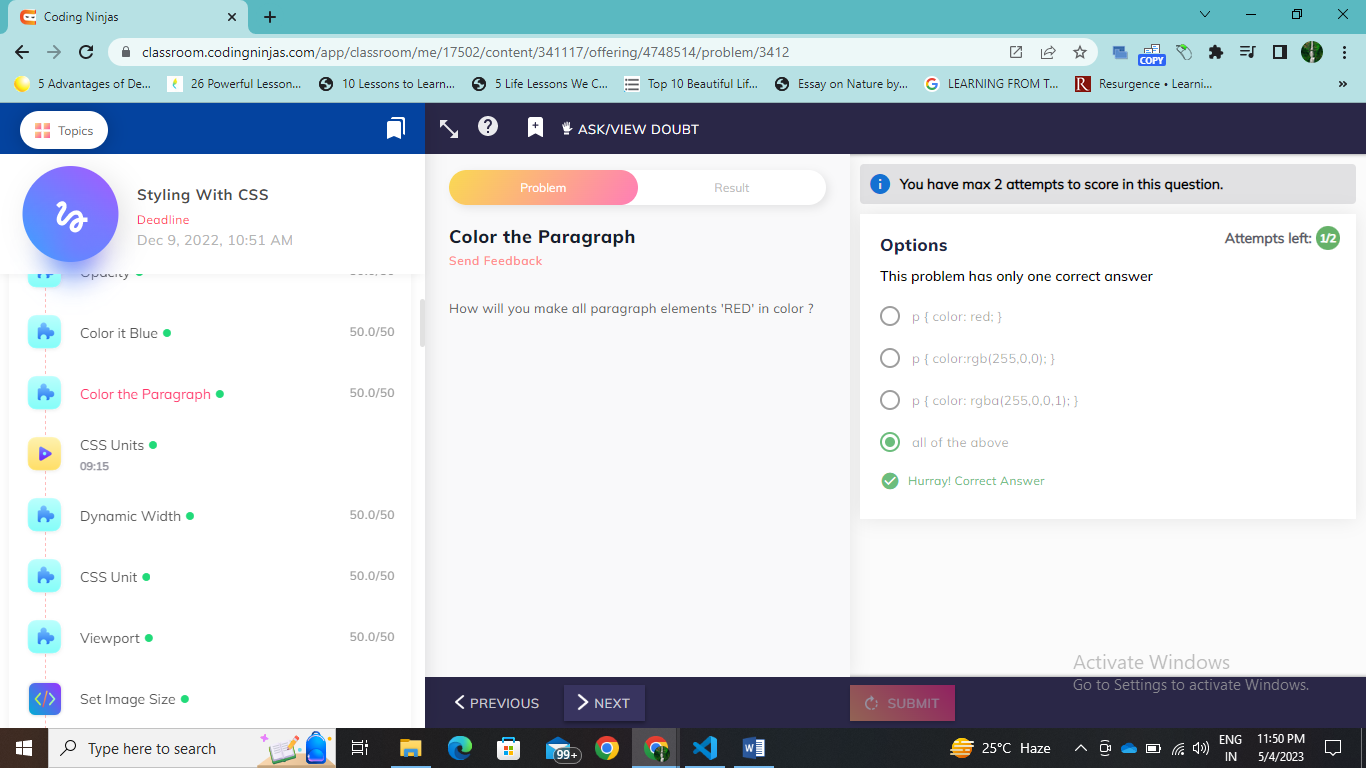 Coding Ninjas
classroom.codingninjas.com/app/classroom/me/17502/content/341117/offering/4748514/problem/3412
COPY
5 Advantages of De...
26 Powerful Lesson...
10 Lessons to Learn...
5 Life Lessons We C...
Top 10 Beautiful Lif...
Essay on Nature by...
LEARNING FROM T...
Resurgence • Learni...
»
Topics
ASK/VIEW DOUBT
Styling With CSS
Deadline
Dec 9, 2022, 10:51 AM
Opacity
50.0/50
Color it Blue
50.0/50
Color the Paragraph
50.0/50
CSS Units
09:15
Dynamic Width
50.0/50
CSS Unit
50.0/50
Viewport
50.0/50
Set Image Size
Problem
Result
Color the Paragraph
Send Feedback
How will you make all paragraph elements 'RED' in color ?
PREVIOUS
NEXT
You have max 2 attempts to score in this question.
Options
Attempts left: 1/2
This problem has only one correct answer
p { color: red; }
p { color:rgb(255,0,0); }
p { color: rgba(255,0,0,1); }
all of the above
Hurray! Correct Answer
Activate Windows
Go to Settings to activate Windows.
SUBMIT
Type here to search
99+
25°C Haze
ENG
IN
11:50 PM
5/4/2023